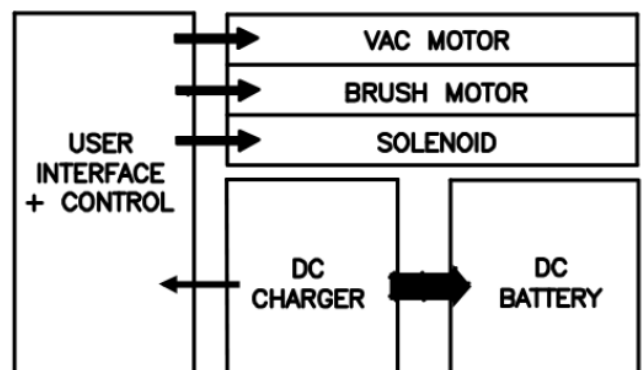 VAC MOTOR
BRUSH MOTOR
SOLENOID
USER
INTERFACE
+ CONTROL
DC
CHARGER
DC
BATTERY